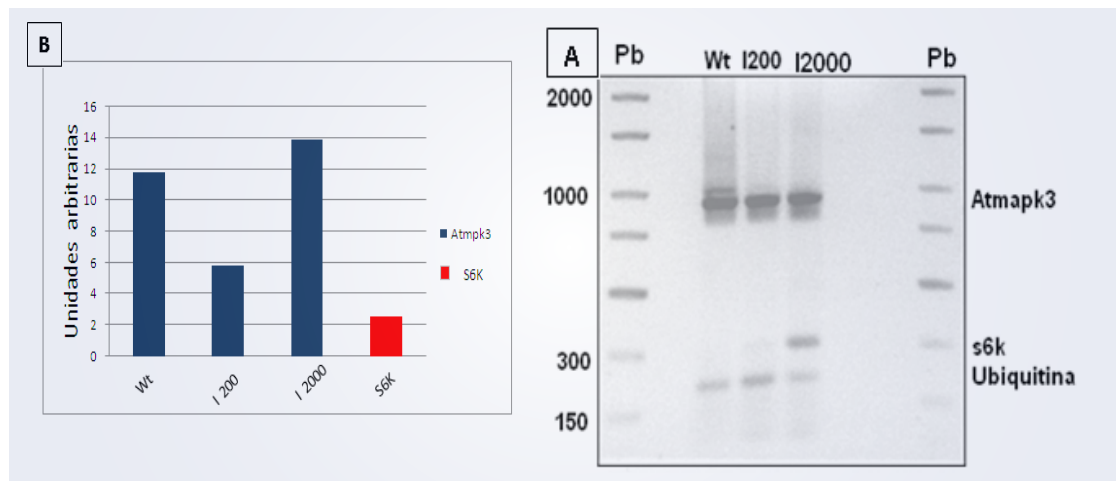 B
16
14
12
10
8
6
4
2
0
Unidades arbitrarias
Wt
I 200
I 2000
S6K
Atmpk3
S6K
A
Pb
Wt I200 I2000
Pb
2000
1000
300
150
Atmapk3
s6k
Ubiquitina